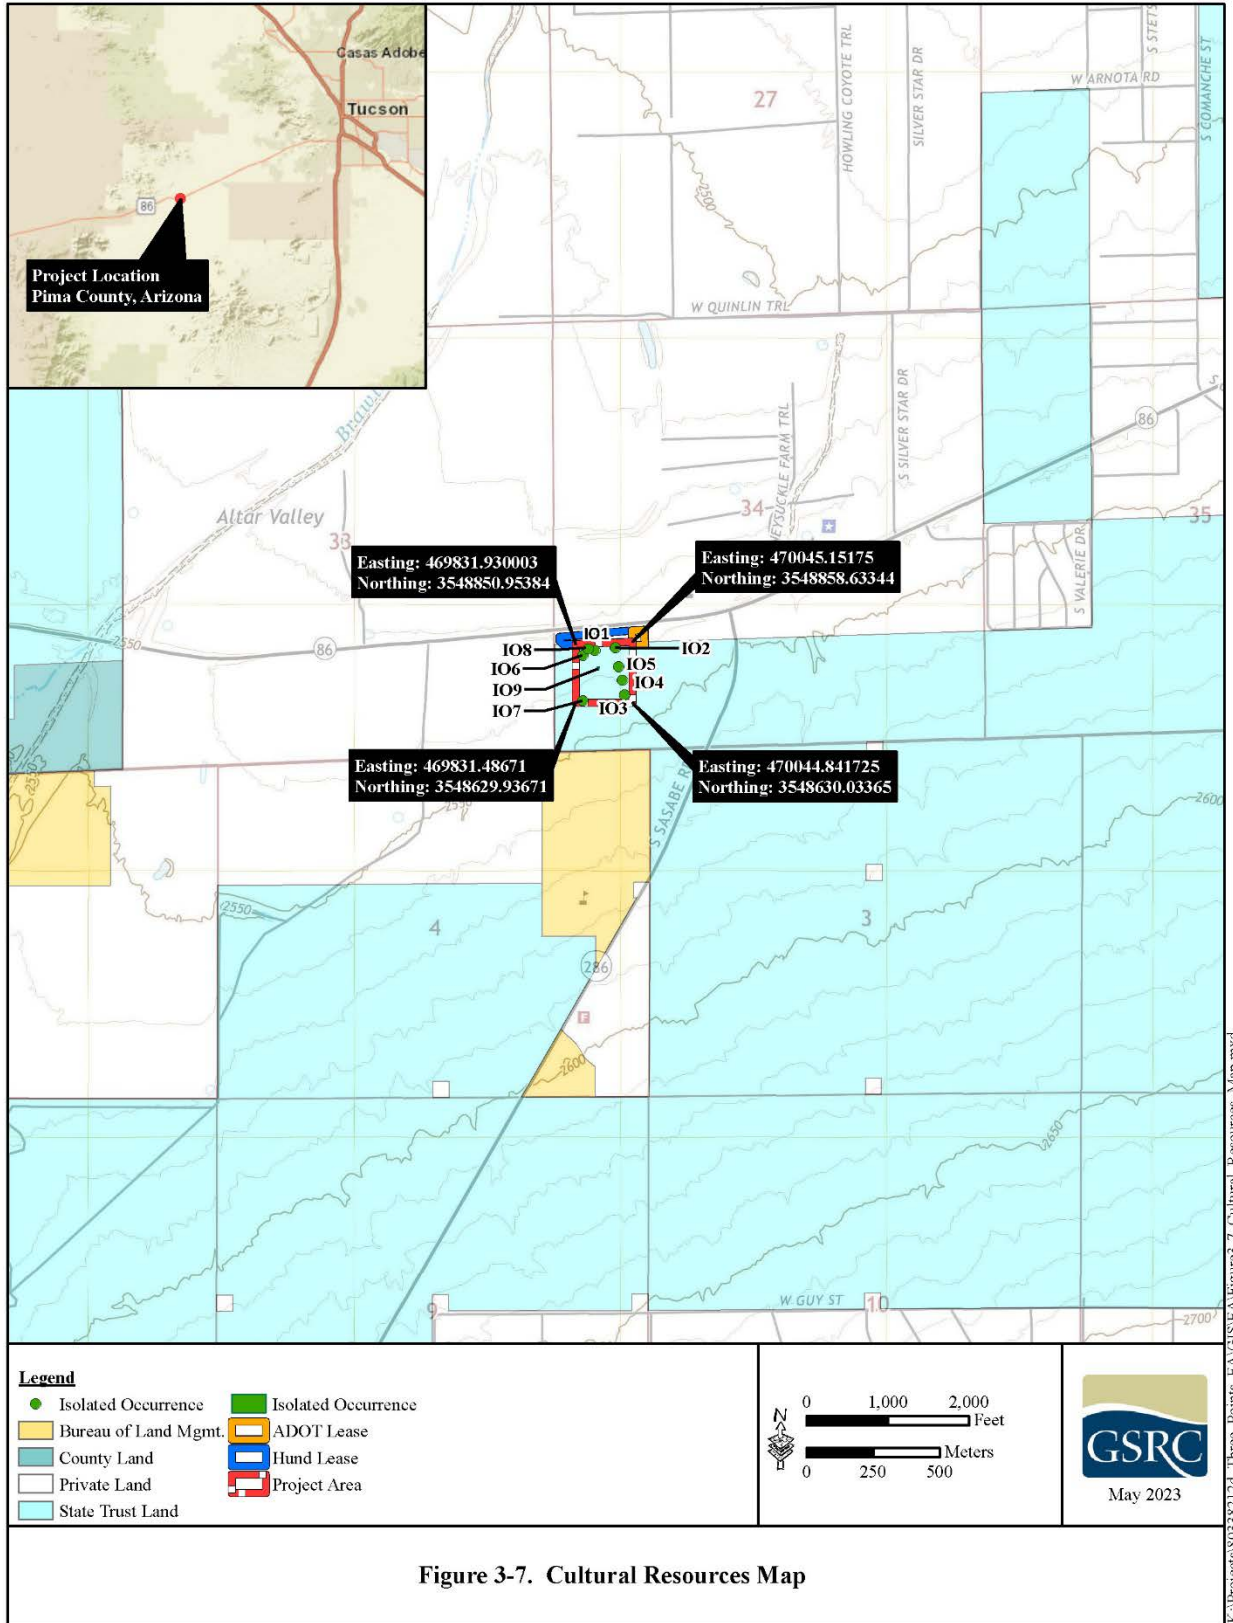 Casas Adobe
Tucson
86
Project Location
Pima County, Arizona
27
W ARNOTA RD
S STETS
S COMANCHE ST
HOWLING COYOTE TRL
SILVER STAR DR
2500
W QUINLIN TRL
Braw
86
Altar Valley
33
34
35
EYSUCKLE FARM TRL
S SILVER STAR DR
S VALERIE DR
Easting: 469831.930003
Northing: 3548850.95384
Easting: 470045.15175
Northing: 3548858.63344
2550
86
IO1
IO8
IO2
IO6
IO5
IO9
IO4
IO7
IO3
Easting: 469831.48671
Northing: 3548629.93671
Easting: 470044.841725
Northing: 3548630.03365
2550
2550
S SASABE R
2600
2550
4
3
286
F
2600
2650
9
W GUY ST
10
2700
Legend
Isolated Occurrence
Isolated Occurrence
Bureau of Land Mgmt.
ADOT Lease
County Land
Hund Lease
Private Land
Project Area
State Trust Land
N
0 1,000 2,000
Feet
Meters
0 250 500
GSRC
May 2023
Figure 3-7. Cultural Resources Map